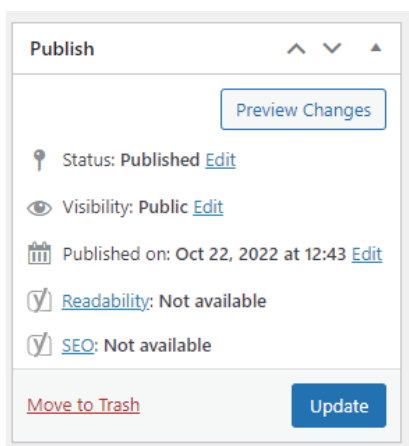 Publish
Preview Changes
Status: Published Edit
Visibility: Public Edit
Published on: Oct 22, 2022 at 12:43 Edit
Readability: Not available
SEO: Not available
Move to Trash
Update